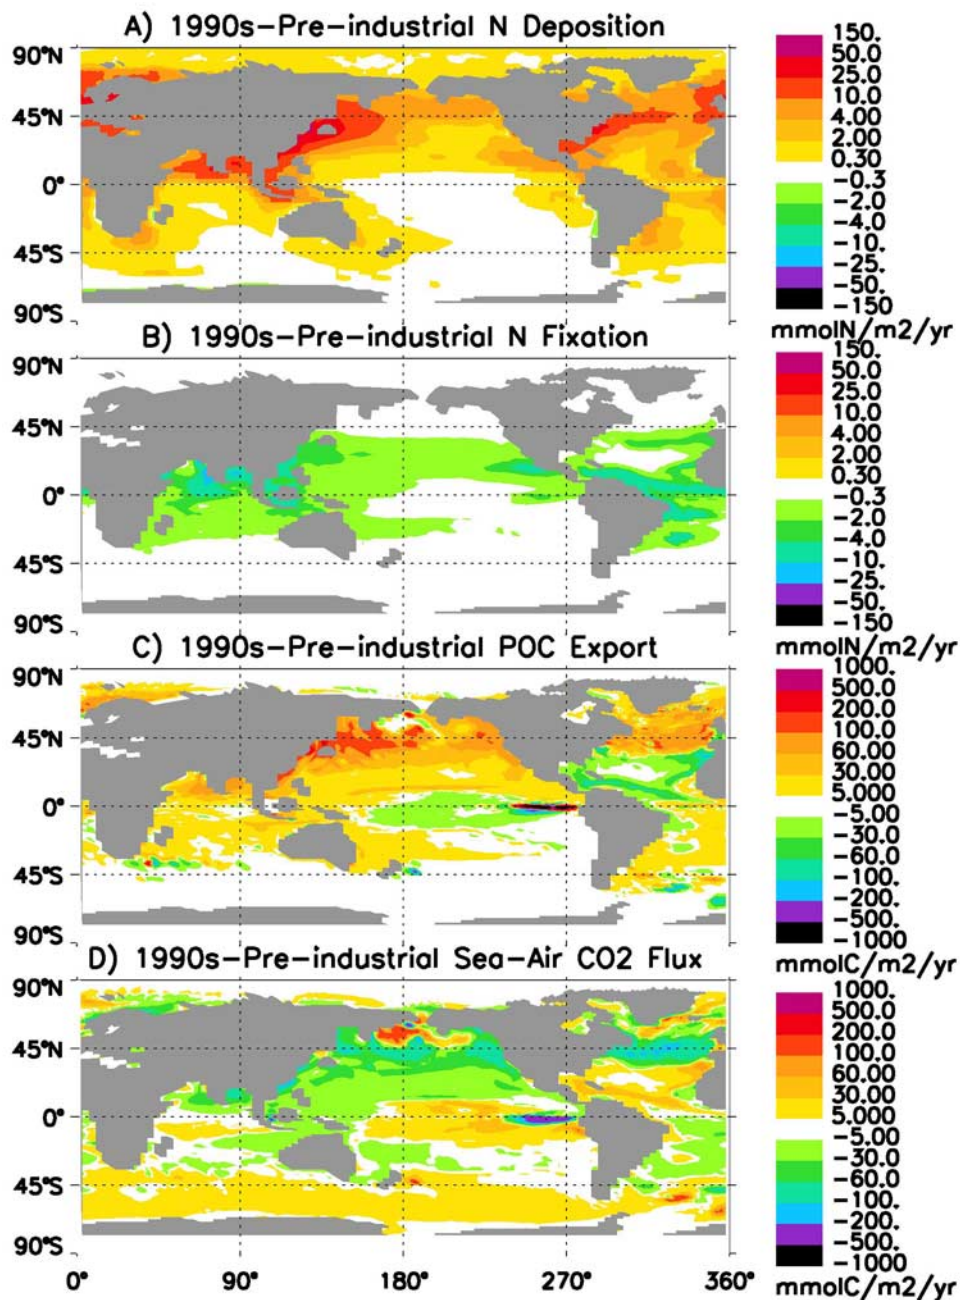 A) 1990s-Pre-industrial N Deposition
90°N
45°N
0°
45°S
90°S
150.
50.0
25.0
10.0
4.00
2.00
0.30
-0.3
-2.0
-4.0
-10.
-25.
-50.
-150
mmolN/m2/yr
B) 1990s-Pre-industrial N Fixation
90°N
45°N
0°
45°S
90°S
150.
50.0
25.0
10.0
4.00
2.00
0.30
-0.3
-2.0
-4.0
-10.
-25.
-50.
-150
mmolN/m2/yr
C) 1990s-Pre-industrial POC Export
90°N
45°N
0°
45°S
90°S
1000.
500.0
200.0
100.0
60.00
30.00
5.000
-5.00
-30.0
-60.0
-100.
-200.
-500.
-1000
mmolC/m2/yr
D) 1990s-Pre-industrial Sea-Air CO2 Flux
90°N
45°N
0°
45°S
90°S
1000.
500.0
200.0
100.0
60.00
30.00
5.000
-5.00
-30.0
-60.0
-100.
-200.
-500.
-1000
mmolC/m2/yr
0° 90° 180° 270° 360°